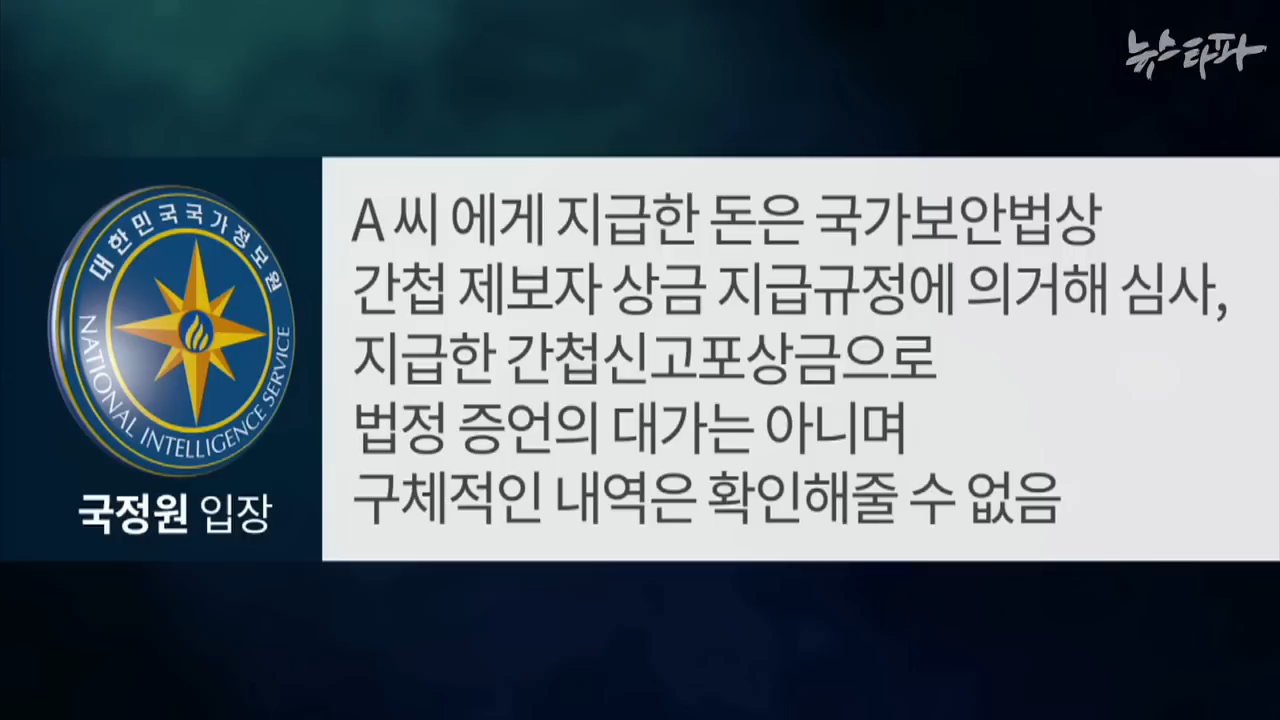 뉴스타파
대한민국국가정보원
NATIONAL INTELLIGENCE SERVICE
국정원 입장
A 씨 에게 지급한 돈은 국가보안법상
간첩 제보자 상금 지급규정에 의거해 심사,
지급한 간첩신고포상금으로
법정 증언의 대가는 아니며
구체적인 내역은 확인해줄 수 없음